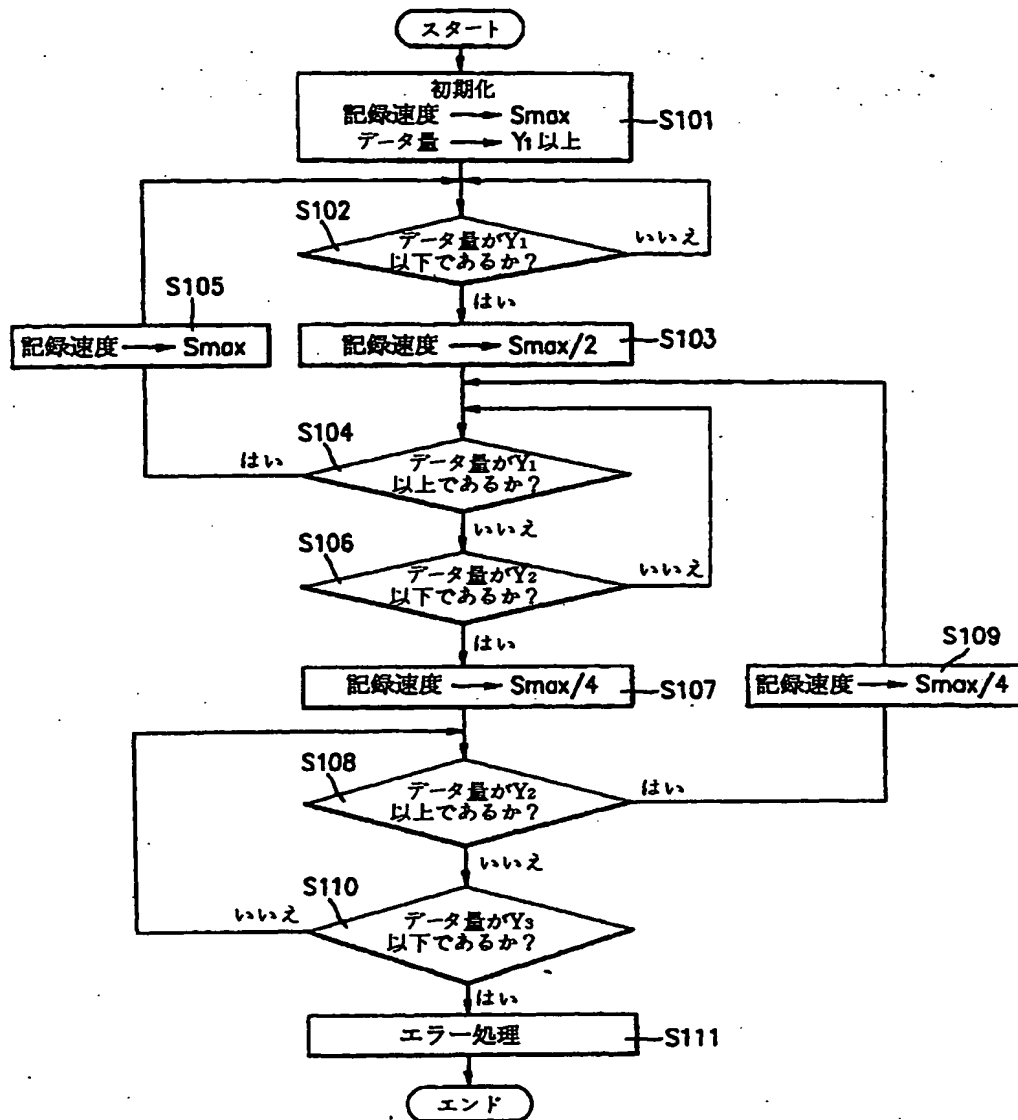 スタート
初期化
記録速度 → Smax
データ量 → Y1以上
S101
S102
データ量がY1
以下であるか?
いいえ
はい
S105
記録速度 → Smax
記録速度 → Smax/2
S103
S104
はい
データ量がY1
以上であるか?
いいえ
S106
データ量がY2
以下であるか?
いいえ
はい
S109
記録速度 → Smax/4
S107
記録速度 → Smax/4
S108
データ量がY2
以上であるか?
はい
いいえ
S110
いいえ
データ量がY3
以下であるか?
はい
エラー処理
S111
エンド